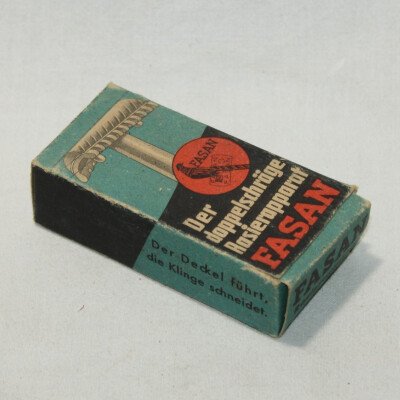 FASAN
Der
doppelschräge
Rasierapparat
FASAN
Der Deckel führt,
die Klinge schneidet.
FASAN